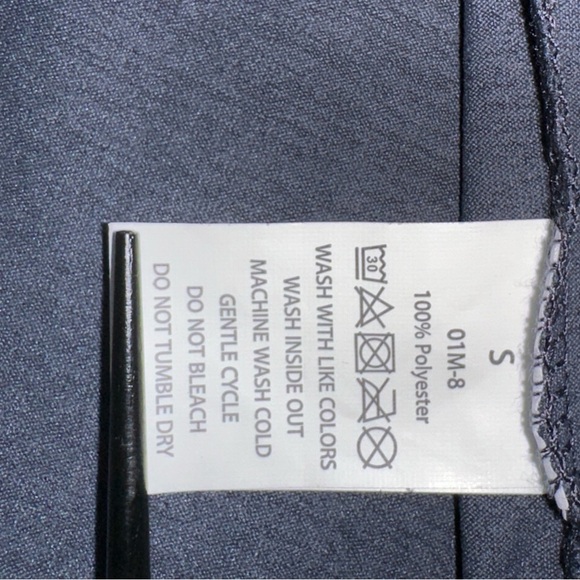 S
01M-8
100% Polyester
30
WASH WITH LIKE COLORS
WASH INSIDE OUT
MACHINE WASH COLD
GENTLE CYCLE
DO NOT BLEACH
DO NOT TUMBLE DRY